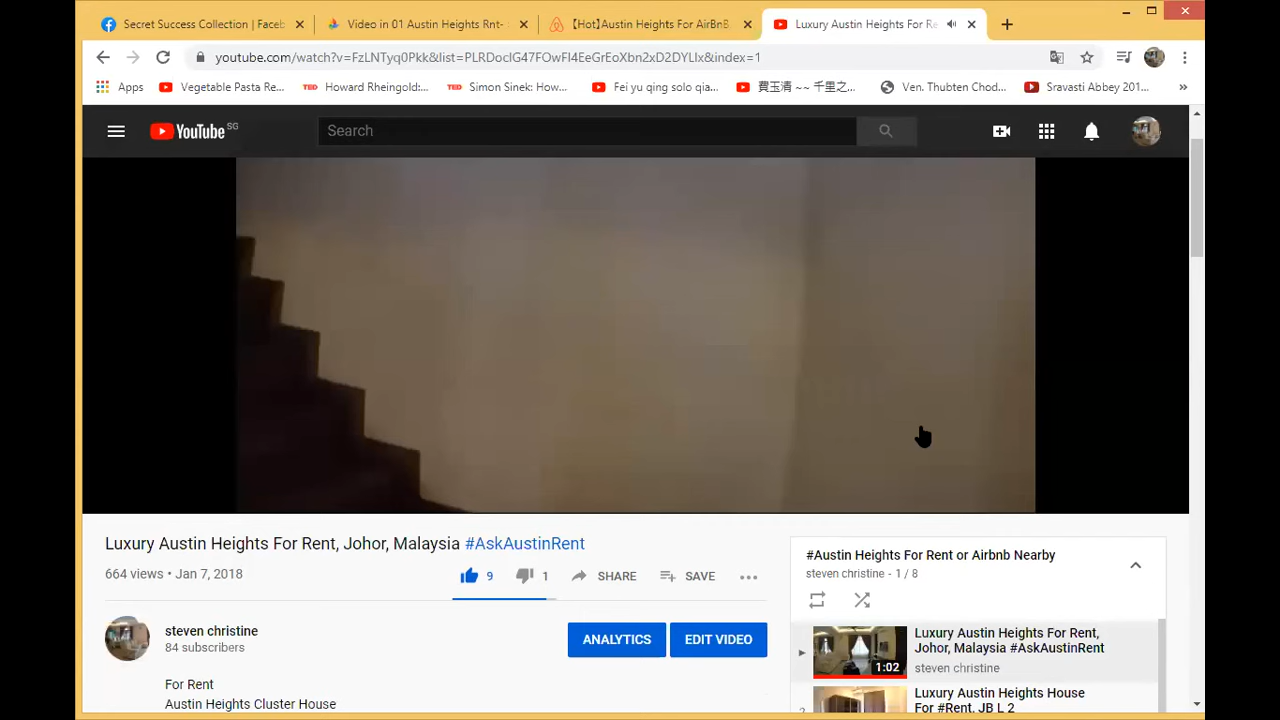 Secret Success Collection | Faceb
Video in 01 Austin Heights Rnt-
【Hot】Austin Heights For AirBnB
Luxury Austin Heights For Re
youtube.com/watch?v=FzLNTyq0Pkk&list=PLRDocIG47FOwFl4EeGrEoXbn2xD2DYLlx&index=1
Apps
Vegetable Pasta Re...
TED
Howard Rheingold:...
TED
Simon Sinek: How...
Fei yu qing solo qia...
費玉清 ~~ 千里之...
Ven. Thubten Chod...
Sravasti Abbey 201...
»
YouTube SG
Search
Luxury Austin Heights For Rent, Johor, Malaysia #AskAustinRent
664 views • Jan 7, 2018
9
1
SHARE
SAVE
steven christine
84 subscribers
ANALYTICS
EDIT VIDEO
For Rent
Austin Heights Cluster House
#Austin Heights For Rent or Airbnb Nearby
steven christine - 1 / 8
1:02
Luxury Austin Heights For Rent,
Johor, Malaysia #AskAustinRent
steven christine
2
Luxury Austin Heights House
For #Rent, JB L 2